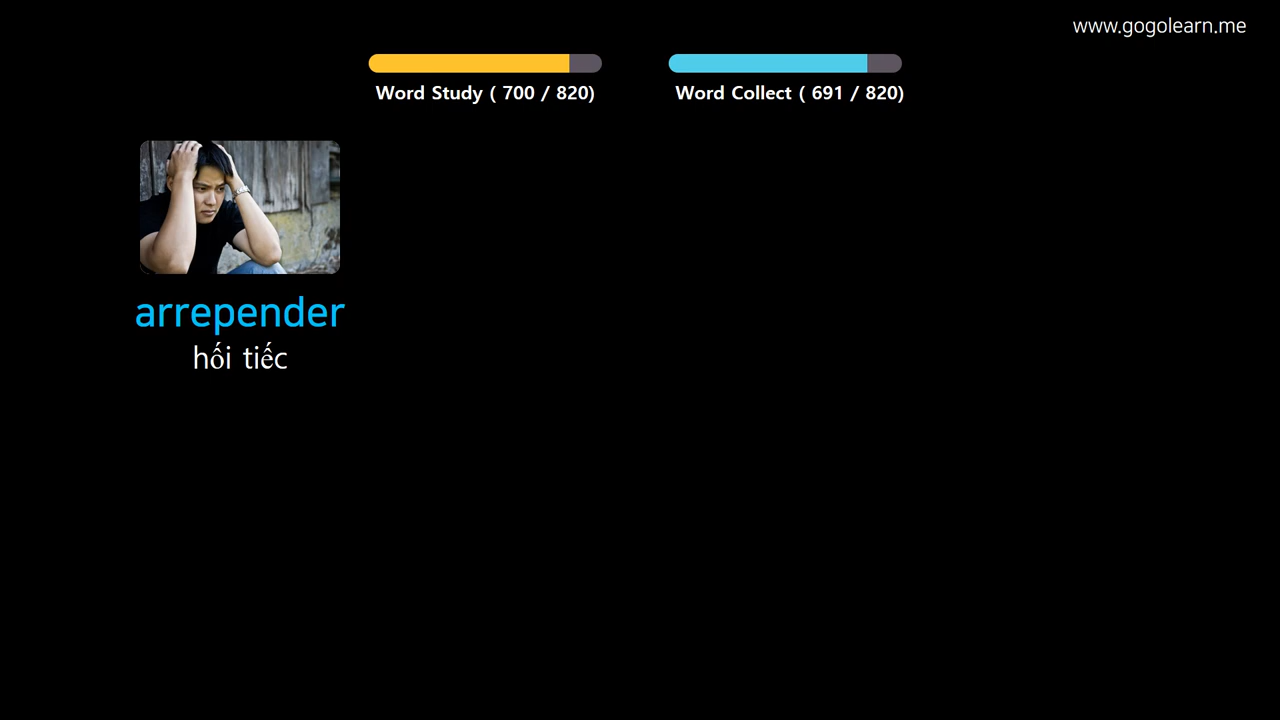 www.gogolearn.me
Word Study ( 700 / 820)
Word Collect ( 691 / 820)
arrepender
hối tiếc